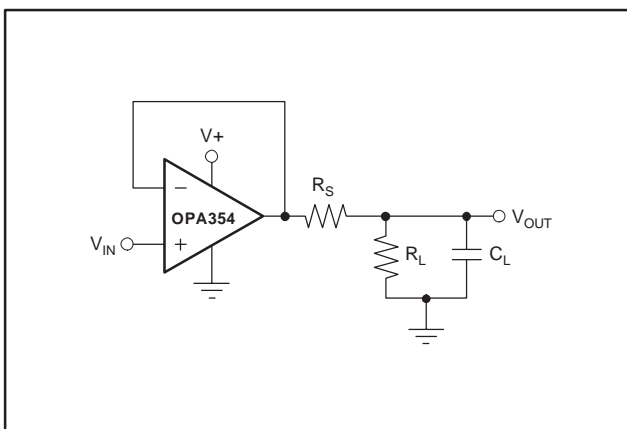 V+
R_S
−
OPA354
V_OUT
V_IN
+
R_L
C_L